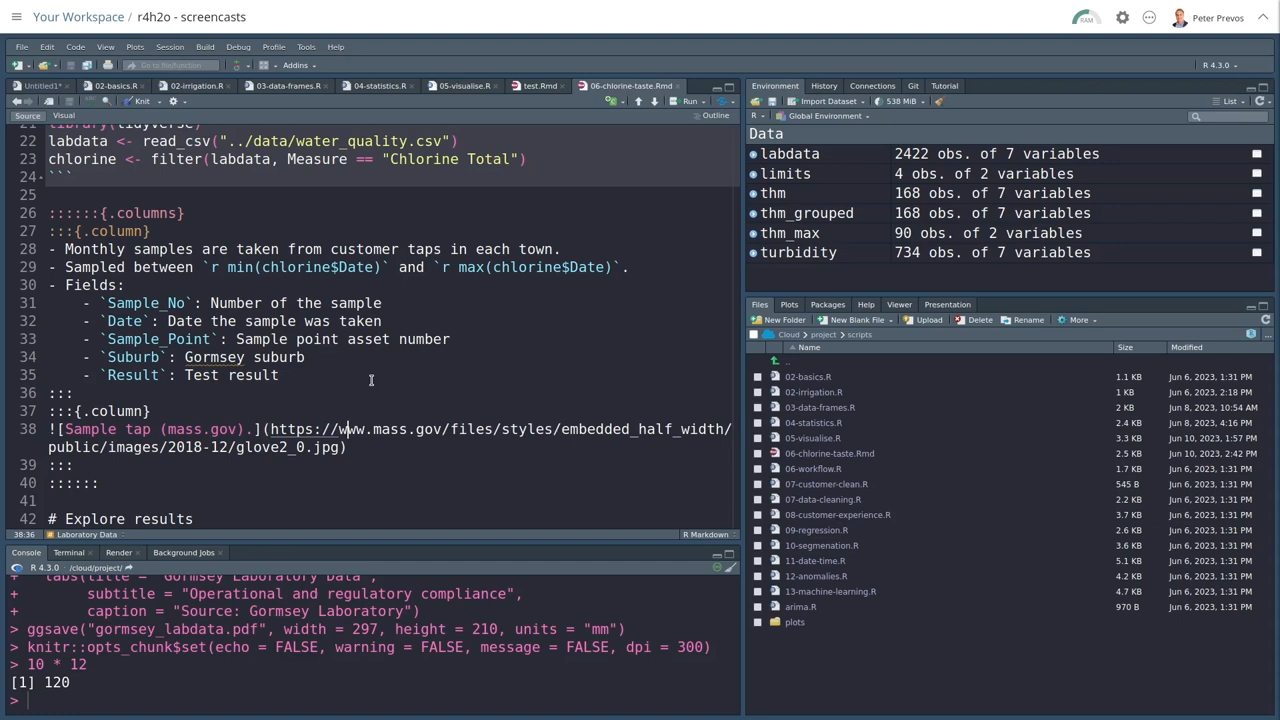 Your Workspace / r4h2o - screencasts
RAM
Peter Prevos
File Edit Code View Plots Session Build Debug Profile Tools Help
Go to file/function
Addins
R 4.3.0
Untitled1* 02-basics.R 02-irrigation.R 03-data-frames.R 04-statistics.R 05-visualise.R test.Rmd 06-chlorine-taste.Rmd
Knit
Run
Source Visual
Outline
21 library(tidyverse)
22 labdata <- read_csv("../data/water_quality.csv")
23 chlorine <- filter(labdata, Measure == "Chlorine Total")
24 ```
25
26 ::::::{.columns}
27 :::{.column}
28 - Monthly samples are taken from customer taps in each town.
29 - Sampled between `r min(chlorine$Date)` and `r max(chlorine$Date)`.
30 - Fields:
31 - `Sample_No`: Number of the sample
32 - `Date`: Date the sample was taken
33 - `Sample_Point`: Sample point asset number
34 - `Suburb`: Gormsey suburb
35 - `Result`: Test result
36 :::
37 :::{.column}
38 ![Sample tap (mass.gov).](https://www.mass.gov/files/styles/embedded_half_width/
public/images/2018-12/glove2_0.jpg)
39 :::
40 ::::::
41
42 # Explore results
38:36 Laboratory Data R Markdown
Console Terminal Render Background Jobs
R 4.3.0 · /cloud/project/
+ labs(title = "Gormsey Laboratory Data",
+ subtitle = "Operational and regulatory compliance",
+ caption = "Source: Gormsey Laboratory")
> ggsave("gormsey_labdata.pdf", width = 297, height = 210, units = "mm")
> knitr::opts_chunk$set(echo = FALSE, warning = FALSE, message = FALSE, dpi = 300)
> 10 * 12
[1] 120
>
Environment History Connections Git Tutorial
Import Dataset 538 MiB List
R Global Environment
Data
labdata 2422 obs. of 7 variables
limits 4 obs. of 2 variables
thm 168 obs. of 7 variables
thm_grouped 168 obs. of 7 variables
thm_max 90 obs. of 2 variables
turbidity 734 obs. of 7 variables
Files Plots Packages Help Viewer Presentation
New Folder New Blank File Upload Delete Rename More
Cloud project scripts
Name Size Modified
..
02-basics.R 1.1 KB Jun 6, 2023, 1:31 PM
02-irrigation.R 1 KB Jun 6, 2023, 2:18 PM
03-data-frames.R 2 KB Jun 8, 2023, 10:54 AM
04-statistics.R 2.4 KB Jun 8, 2023, 4:16 PM
05-visualise.R 3.3 KB Jun 10, 2023, 1:57 PM
06-chlorine-taste.Rmd 2.5 KB Jun 10, 2023, 2:42 PM
06-workflow.R 1.7 KB Jun 6, 2023, 1:31 PM
07-customer-clean.R 545 B Jun 6, 2023, 1:31 PM
07-data-cleaning.R 2.2 KB Jun 6, 2023, 1:31 PM
08-customer-experience.R 3.7 KB Jun 6, 2023, 1:31 PM
09-regression.R 2.6 KB Jun 6, 2023, 1:31 PM
10-segmenation.R 3.6 KB Jun 6, 2023, 1:31 PM
11-date-time.R 5.1 KB Jun 6, 2023, 1:31 PM
12-anomalies.R 4.2 KB Jun 6, 2023, 1:31 PM
13-machine-learning.R 4.7 KB Jun 6, 2023, 1:31 PM
arima.R 970 B Jun 6, 2023, 1:31 PM
plots